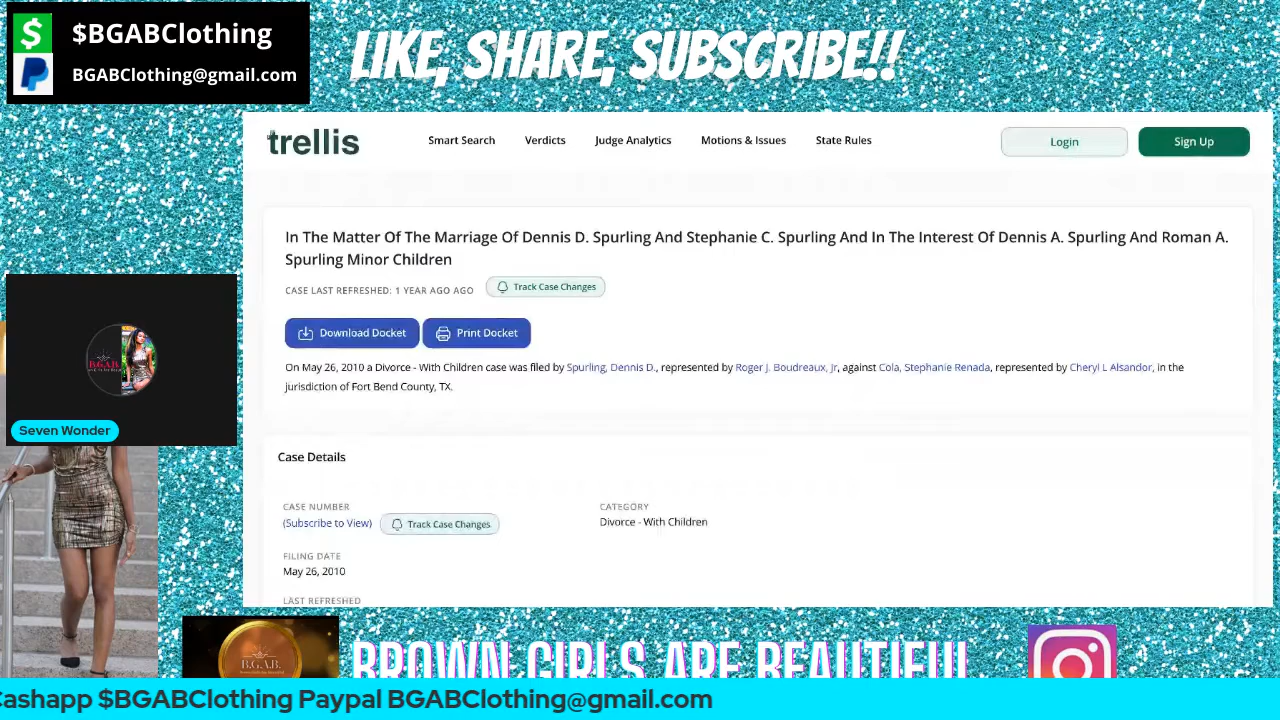 $BGABClothing
BGABClothing@gmail.com
LIKE, SHARE, SUBSCRIBE!!
trellis
Smart Search
Verdicts
Judge Analytics
Motions & Issues
State Rules
Login
Sign Up
In The Matter Of The Marriage Of Dennis D. Spurling And Stephanie C. Spurling And In The Interest Of Dennis A. Spurling And Roman A.
Spurling Minor Children
CASE LAST REFRESHED: 1 YEAR AGO AGO
Track Case Changes
Download Docket
Print Docket
On May 26, 2010 a Divorce - With Children case was filed by Spurling, Dennis D., represented by Roger J. Boudreaux, Jr, against Cola, Stephanie Renada, represented by Cheryl L Alsandor, in the
jurisdiction of Fort Bend County, TX.
Case Details
CASE NUMBER
(Subscribe to View)
Track Case Changes
CATEGORY
Divorce - With Children
FILING DATE
May 26, 2010
LAST REFRESHED
B.G.A.B.
Seven Wonder
B.G.A.B.
BROWN GIRLS ARE BEAUTIFUL
Cashapp $BGABClothing Paypal BGABClothing@gmail.com